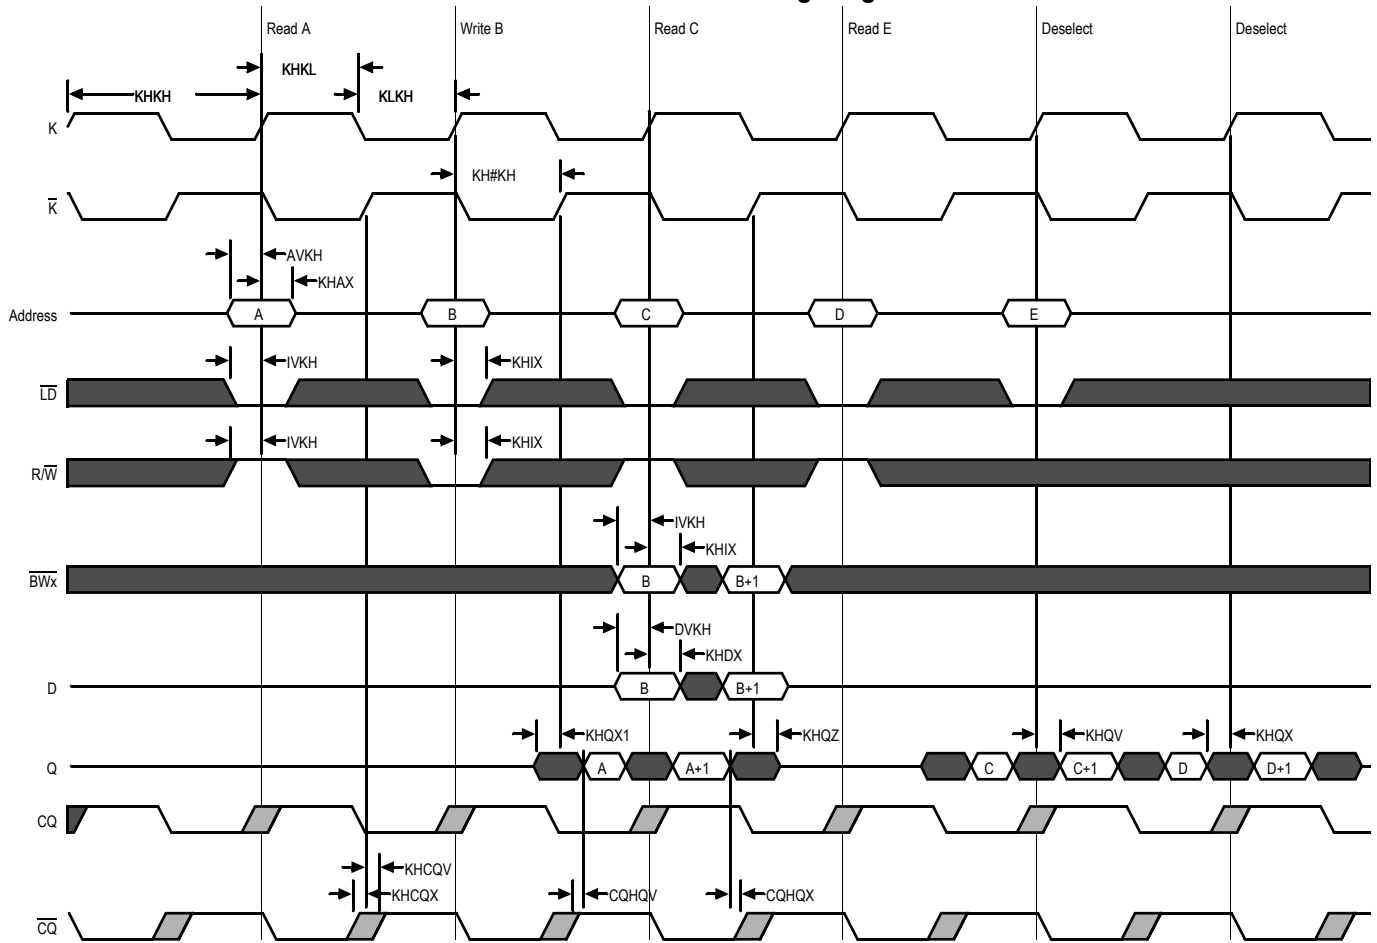 Read A Write B Read C Read E Deselect Deselect
KHKL
KHKH KLKH
K
KH#KH
K
AVKH
KHAX
Address A B C D E
IVKH KHIX
LD
IVKH KHIX
R/W
IVKH
KHIX
BWx B B+1
DVKH
KHDX
D B B+1
KHQX1 KHQZ KHQV KHQX
Q A A+1 C C+1 D D+1
CQ
KHCQV
KHCQX CQHQV CQHQX
CQ